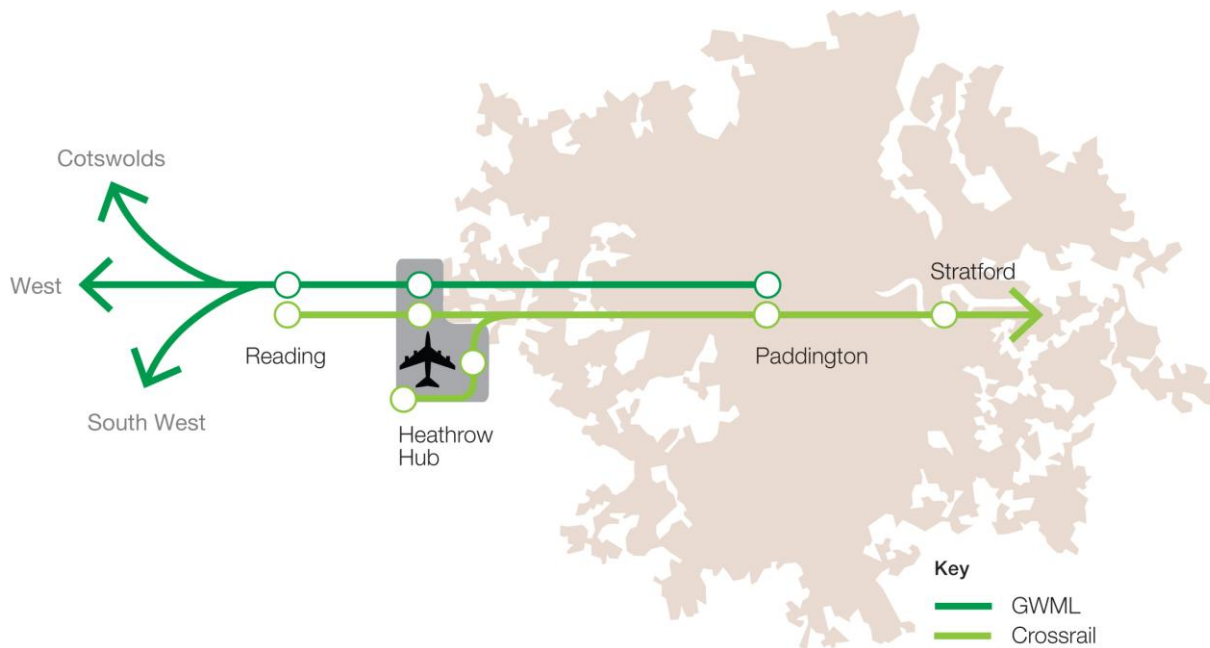 Cotswolds
West
South West
Reading
Heathrow
Hub
Paddington
Stratford
Key
GWML
Crossrail